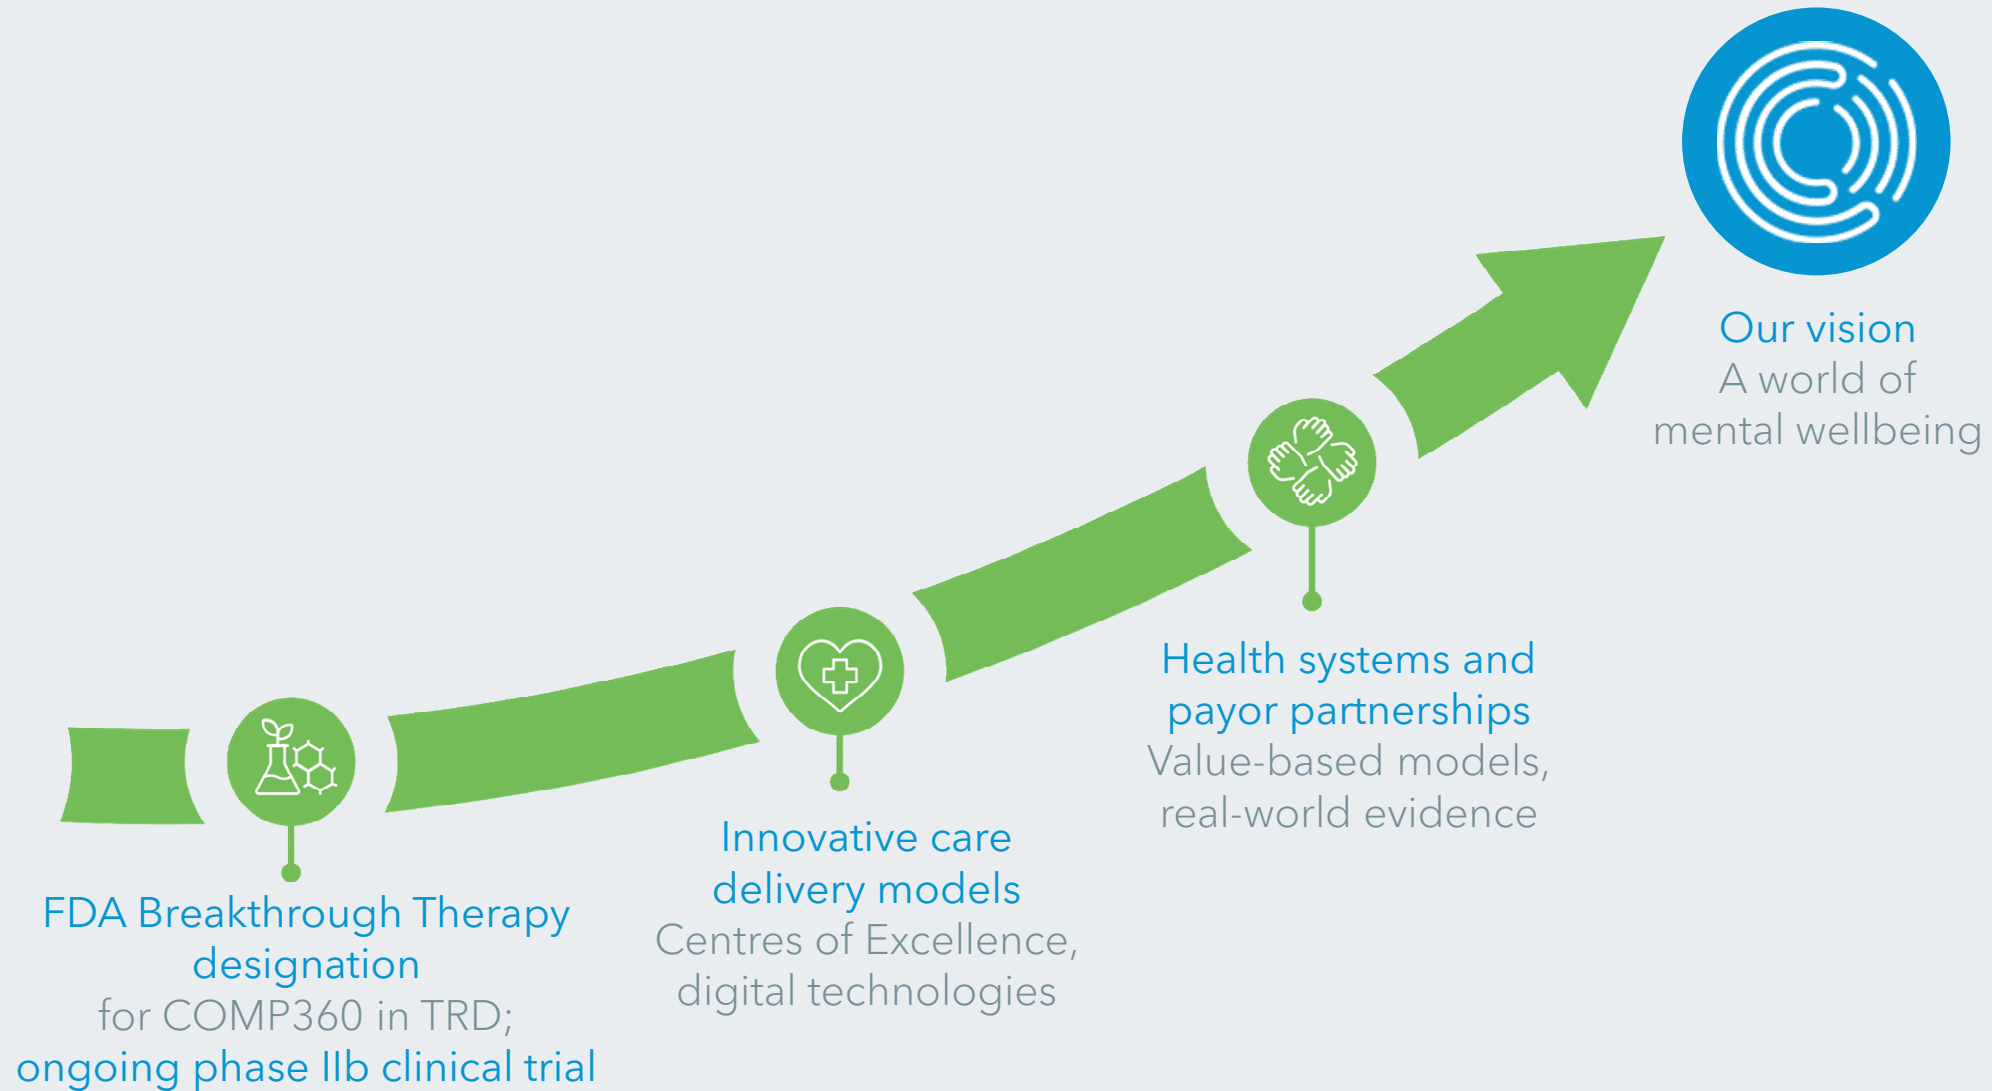 FDA Breakthrough Therapy
designation
for COMP360 in TRD;
ongoing phase IIb clinical trial
Innovative care
delivery models
Centres of Excellence,
digital technologies
Health systems and
payor partnerships
Value-based models,
real-world evidence
Our vision
A world of
mental wellbeing